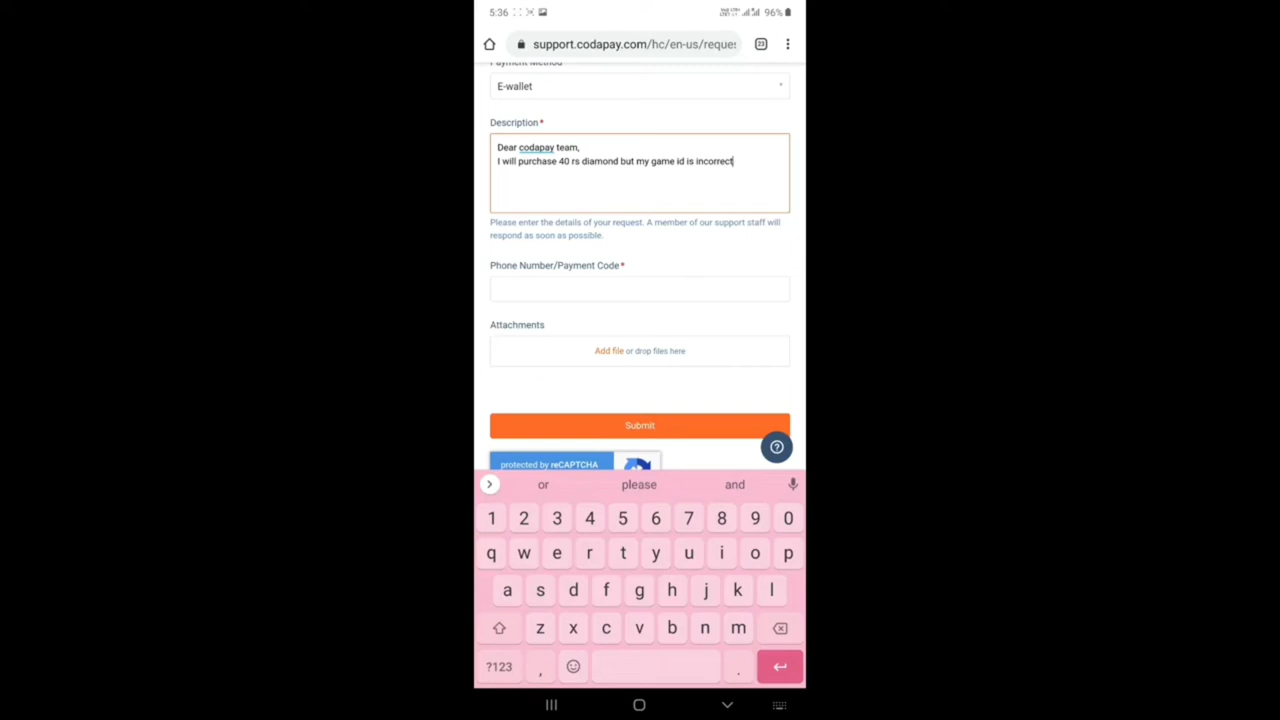 5:36
96%
support.codapay.com/hc/en-us/reques
23
Payment Method
E-wallet
Description*
Dear codapay team,
I will purchase 40 rs diamond but my game id is incorrect
Please enter the details of your request. A member of our support staff will
respond as soon as possible.
Phone Number/Payment Code*
Attachments
Add file or drop files here
Submit
protected by reCAPTCHA
or please and
1 2 3 4 5 6 7 8 9 0
q w e r t y u i o p
a s d f g h j k l
z x c v b n m
?123 , .